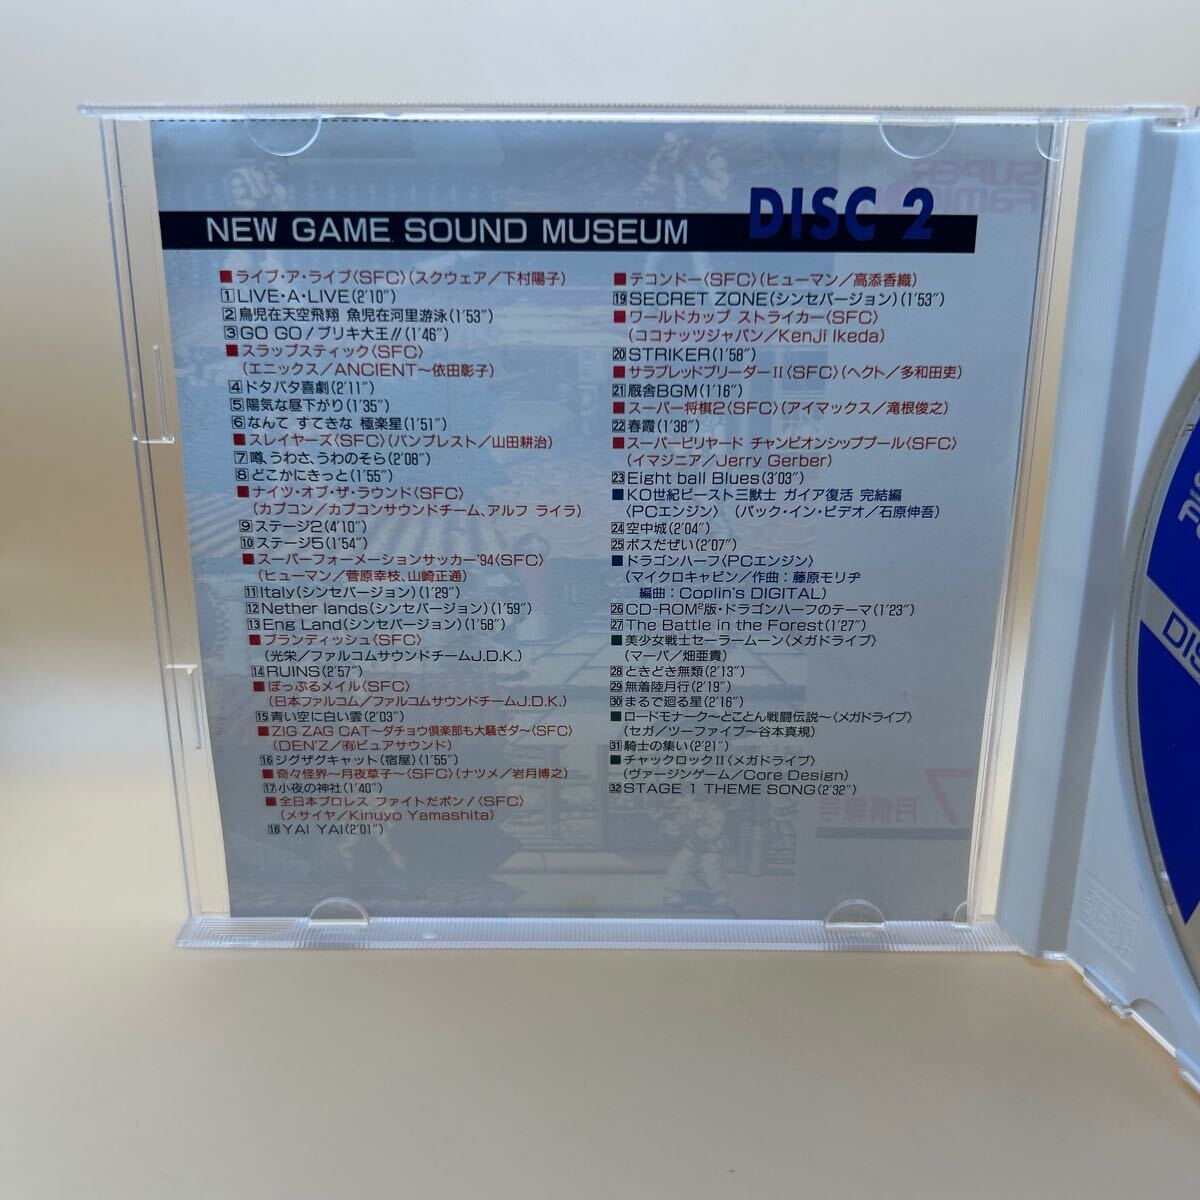 NEW GAME SOUND MUSEUM
DISC 2
■ライブ・ア・ライブ〈SFC〉(スクウェア/下村陽子)
1 LIVE・A・LIVE(2'10")
2 鳥児在天空飛翔 魚児在河里游泳(1'53")
3 GO GO!ブリキ大王!!(1'46")
■スラップスティック〈SFC〉
(エニックス/ANCIENT〜依田彰子)
4 ドタバタ喜劇(2'11")
5 陽気な昼下がり(1'35")
6 なんて すてきな 極楽星(1'51")
■スレイヤーズ〈SFC〉(バンプレスト/山田耕治)
7 噂、うわさ、うわのそら(2'08")
8 どこかにきっと(1'55")
■ナイツ・オブ・ザ・ラウンド〈SFC〉
(カプコン/カプコンサウンドチーム、アルフ ライラ)
9 ステージ2(4'10")
10 ステージ5(1'54")
■スーパーフォーメーションサッカー'94〈SFC〉
(ヒューマン/菅原幸枝、山崎正通)
11 Italy(シンセバージョン)(1'29")
12 Nether lands(シンセバージョン)(1'59")
13 Eng Land(シンセバージョン)(1'58")
■ブランディッシュ〈SFC〉
(光栄/ファルコムサウンドチームJ.D.K.)
14 RUINS(2'57")
■ぽっぷるメイル〈SFC〉
(日本ファルコム/ファルコムサウンドチームJ.D.K.)
15 青い空に白い雲(2'03")
■ZIG ZAG CAT〜ダチョウ倶楽部も大騒ぎダ〜〈SFC〉
(DEN'Z/(有)ピュアサウンド)
16 ジグザグキャット(宿屋)(1'55")
■奇々怪界〜月夜草子〜〈SFC〉(ナツメ/岩月博之)
17 小夜の神社(1'40")
■全日本プロレス ファイトだポン!〈SFC〉
(メサイヤ/Kinuyo Yamashita)
18 YAI YAI(2'01")
■テコンドー〈SFC〉(ヒューマン/高添香織)
19 SECRET ZONE(シンセバージョン)(1'53")
■ワールドカップ ストライカー〈SFC〉
(ココナッツジャパン/Kenji Ikeda)
20 STRIKER(1'58")
■サラブレッドブリーダーII〈SFC〉(ヘクト/多和田吏)
21 厩舎BGM(1'16")
■スーパー将棋2〈SFC〉(アイマックス/滝根俊之)
22 春霞(1'38")
■スーパービリヤード チャンピオンシッププール〈SFC〉
(イマジニア/Jerry Gerber)
23 Eight ball Blues(3'03")
■KO世紀ビースト三獣士 ガイア復活 完結編
〈PCエンジン〉 (パック・イン・ビデオ/石原伸吾)
24 空中城(2'04")
25 ボスだぜい(2'07")
■ドラゴンハーフ〈PCエンジン〉
(マイクロキャビン/作曲:藤原モリヂ
編曲:Coplin's DIGITAL)
26 CD-ROM²版・ドラゴンハーフのテーマ(1'23")
27 The Battle in the Forest(1'27")
■美少女戦士セーラームーン〈メガドライブ〉
(マーバ/畑亜貴)
28 ときどき無類(2'13")
29 無着陸月行(2'19")
30 まるで廻る星(2'16")
■ロードモナーク〜とことん戦闘伝説〜〈メガドライブ〉
(セガ/ツー・ファイブ〜谷本真規)
31 騎士の集い(2'21")
■チャックロックII〈メガドライブ〉
(ヴァージンゲーム/Core Design)
32 STAGE 1 THEME SONG(2'32")
SUPER
Famic
7
月情報号
DIS